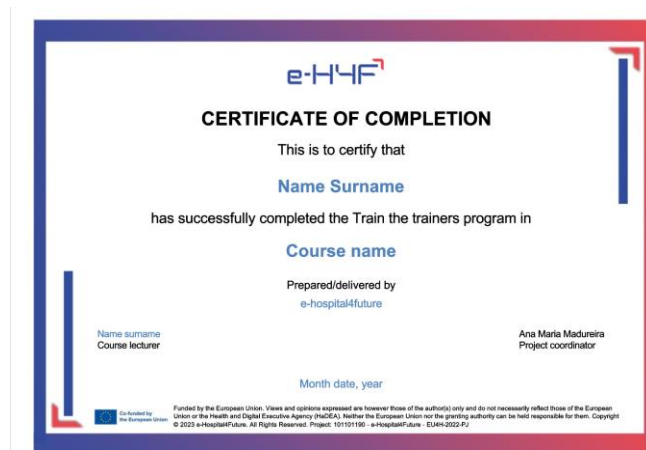 e-H4F
CERTIFICATE OF COMPLETION
This is to certify that
Name Surname
has successfully completed the Train the trainers program in
Course name
Prepared/delivered by
e-hospital4future
Name surname
Course lecturer
Ana Maria Madureira
Project coordinator
Month date, year
Co-funded by
the European Union
Funded by the European Union. Views and opinions expressed are however those of the author(s) only and do not necessarily reflect those of the European
Union or the Health and Digital Executive Agency (HaDEA). Neither the European Union nor the granting authority can be held responsible for them. Copyright
© 2023 e-Hospital4Future. All Rights Reserved. Project: 101101190 - e-Hospital4Future - EU4H-2022-PJ